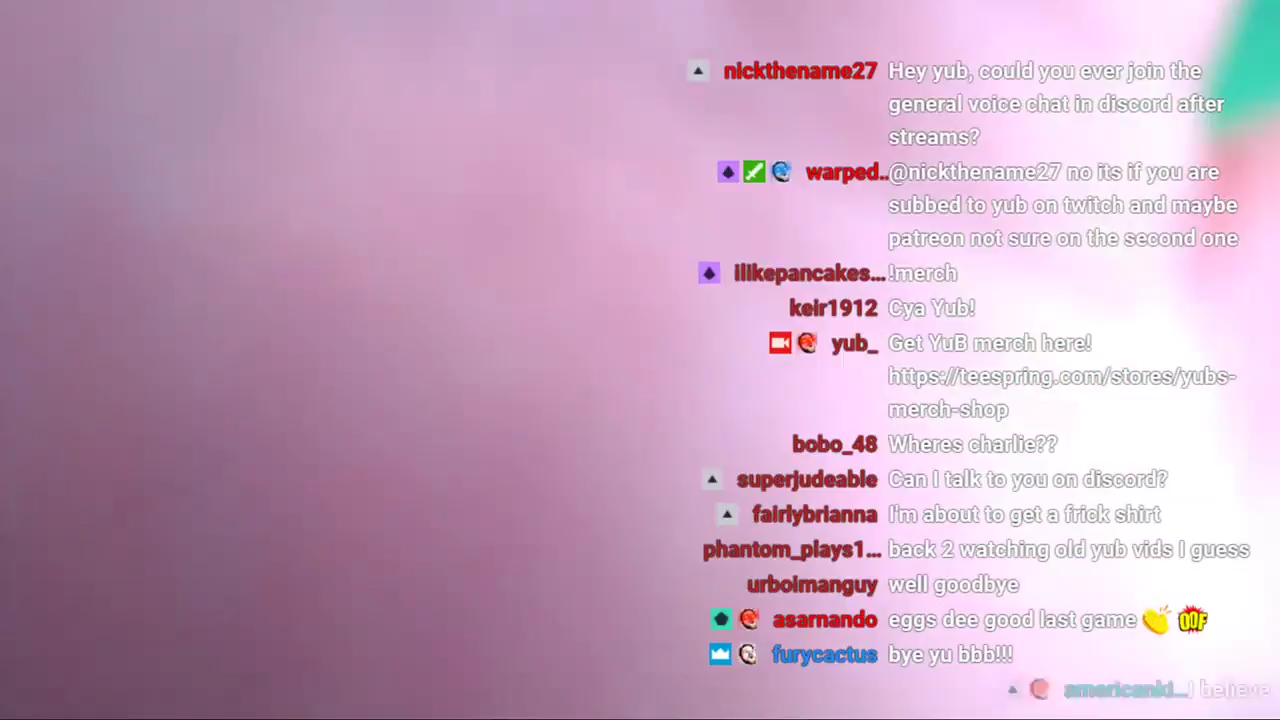 nickthename27 Hey yub, could you ever join the
general voice chat in discord after
streams?
warped.. @nickthename27 no its if you are
subbed to yub on twitch and maybe
patreon not sure on the second one
ilikepancakes... !merch
keir1912 Cya Yub!
yub_ Get YuB merch here!
https://teespring.com/stores/yubs-
merch-shop
bobo_48 Wheres charlie??
superjudeable Can I talk to you on discord?
fairlybrianna I'm about to get a frick shirt
phantom_plays1... back 2 watching old yub vids I guess
urboimanguy well goodbye
asarnando eggs dee good last game OOF
furycactus bye yu bbb!!!
americanki... I believe